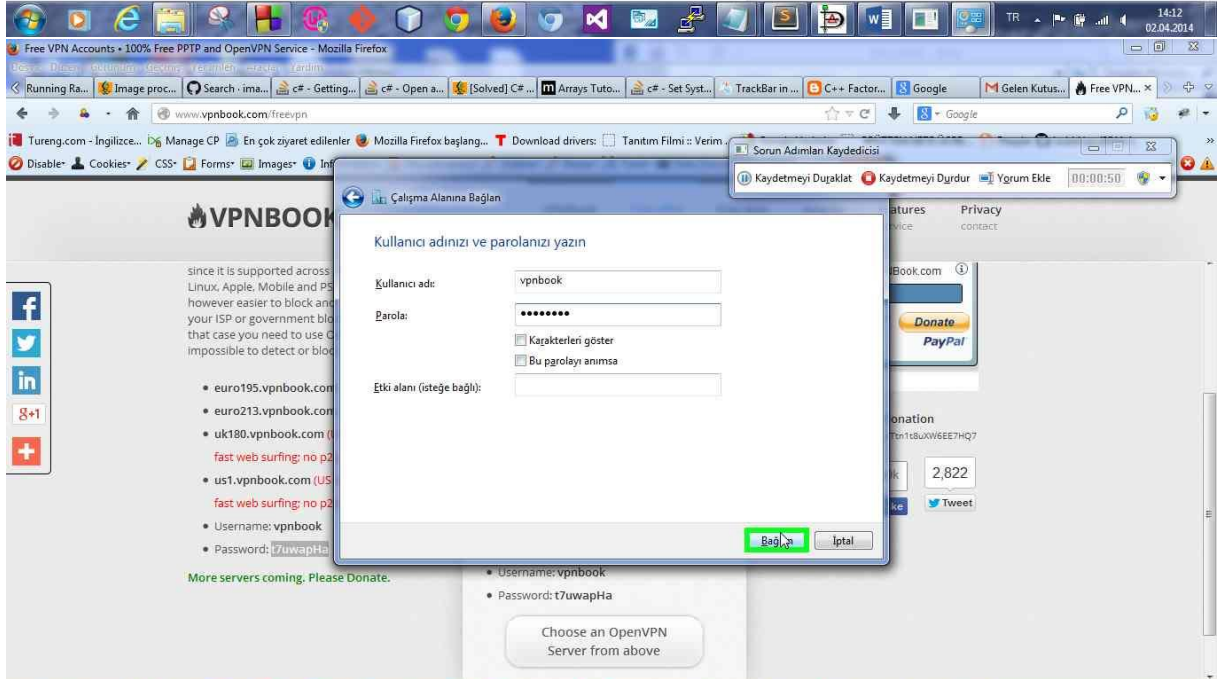 TR
14:12
02.04.2014
Free VPN Accounts • 100% Free PPTP and OpenVPN Service - Mozilla Firefox
Running Ra...
Image proc...
Search · ima...
c# - Getting...
c# - Open a...
[Solved] C# ...
Arrays Tuto...
c# - Set Syst...
TrackBar in ...
C++ Factor...
Google
Gelen Kutus...
Free VPN...
www.vpnbook.com/freevpn
Google
Tureng.com - İngilizce...
Manage CP
En çok ziyaret edilenler
Mozilla Firefox başlang...
Download drivers:
Tanıtım Filmi :: Verim
Disable
Cookies
CSS
Forms
Images
Inf
Sorun Adımları Kaydedicisi
Kaydetmeyi Duraklat
Kaydetmeyi Durdur
Yorum Ekle
00:00:50
VPNBOOK
atures
Privacy
vice
contact
Çalışma Alanına Bağlan
Kullanıcı adınızı ve parolanızı yazın
Kullanıcı adı:
vpnbook
Parola:
Karakterleri göster
Bu parolayı anımsa
Etki alanı (isteğe bağlı):
Bağlan
İptal
since it is supported across
Linux, Apple, Mobile and PS
however easier to block and
your ISP or government blo
that case you need to use O
impossible to detect or bloc
• euro195.vpnbook.com
• euro213.vpnbook.com
• uk180.vpnbook.com (
fast web surfing; no p2
• us1.vpnbook.com (US
fast web surfing; no p2
• Username: vpnbook
• Password: t7uwapHa
More servers coming. Please Donate.
Book.com
Donate
PayPal
onation
2,822
ke
Tweet
• Username: vpnbook
• Password: t7uwapHa
Choose an OpenVPN
Server from above